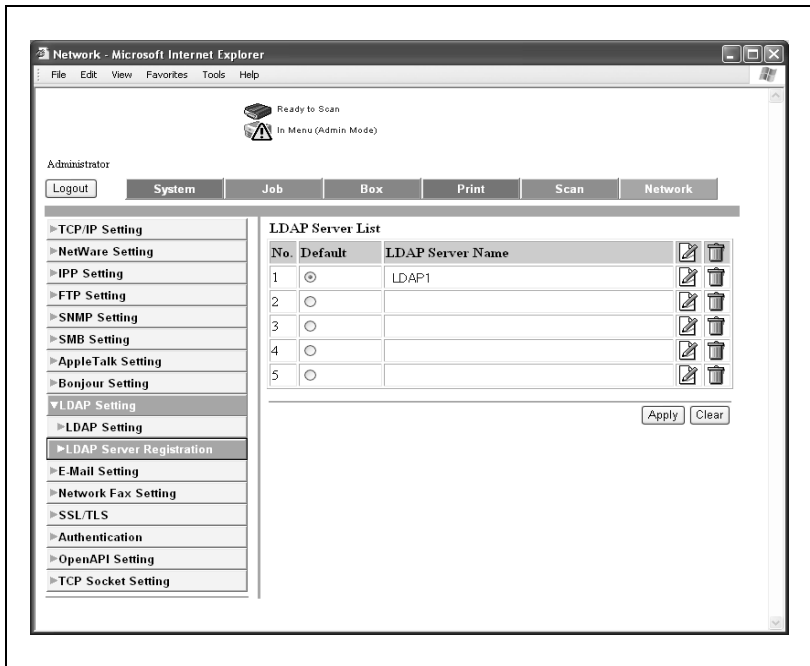 Network - Microsoft Internet Explorer
File Edit View Favorites Tools Help
Ready to Scan
In Menu (Admin Mode)
Administrator
Logout System Job Box Print Scan Network
TCP/IP Setting
NetWare Setting
IPP Setting
FTP Setting
SNMP Setting
SMB Setting
AppleTalk Setting
Bonjour Setting
LDAP Setting
LDAP Setting
LDAP Server Registration
E-Mail Setting
Network Fax Setting
SSL/TLS
Authentication
OpenAPI Setting
TCP Socket Setting
LDAP Server List
No. Default LDAP Server Name
1 LDAP1
2
3
4
5
Apply Clear